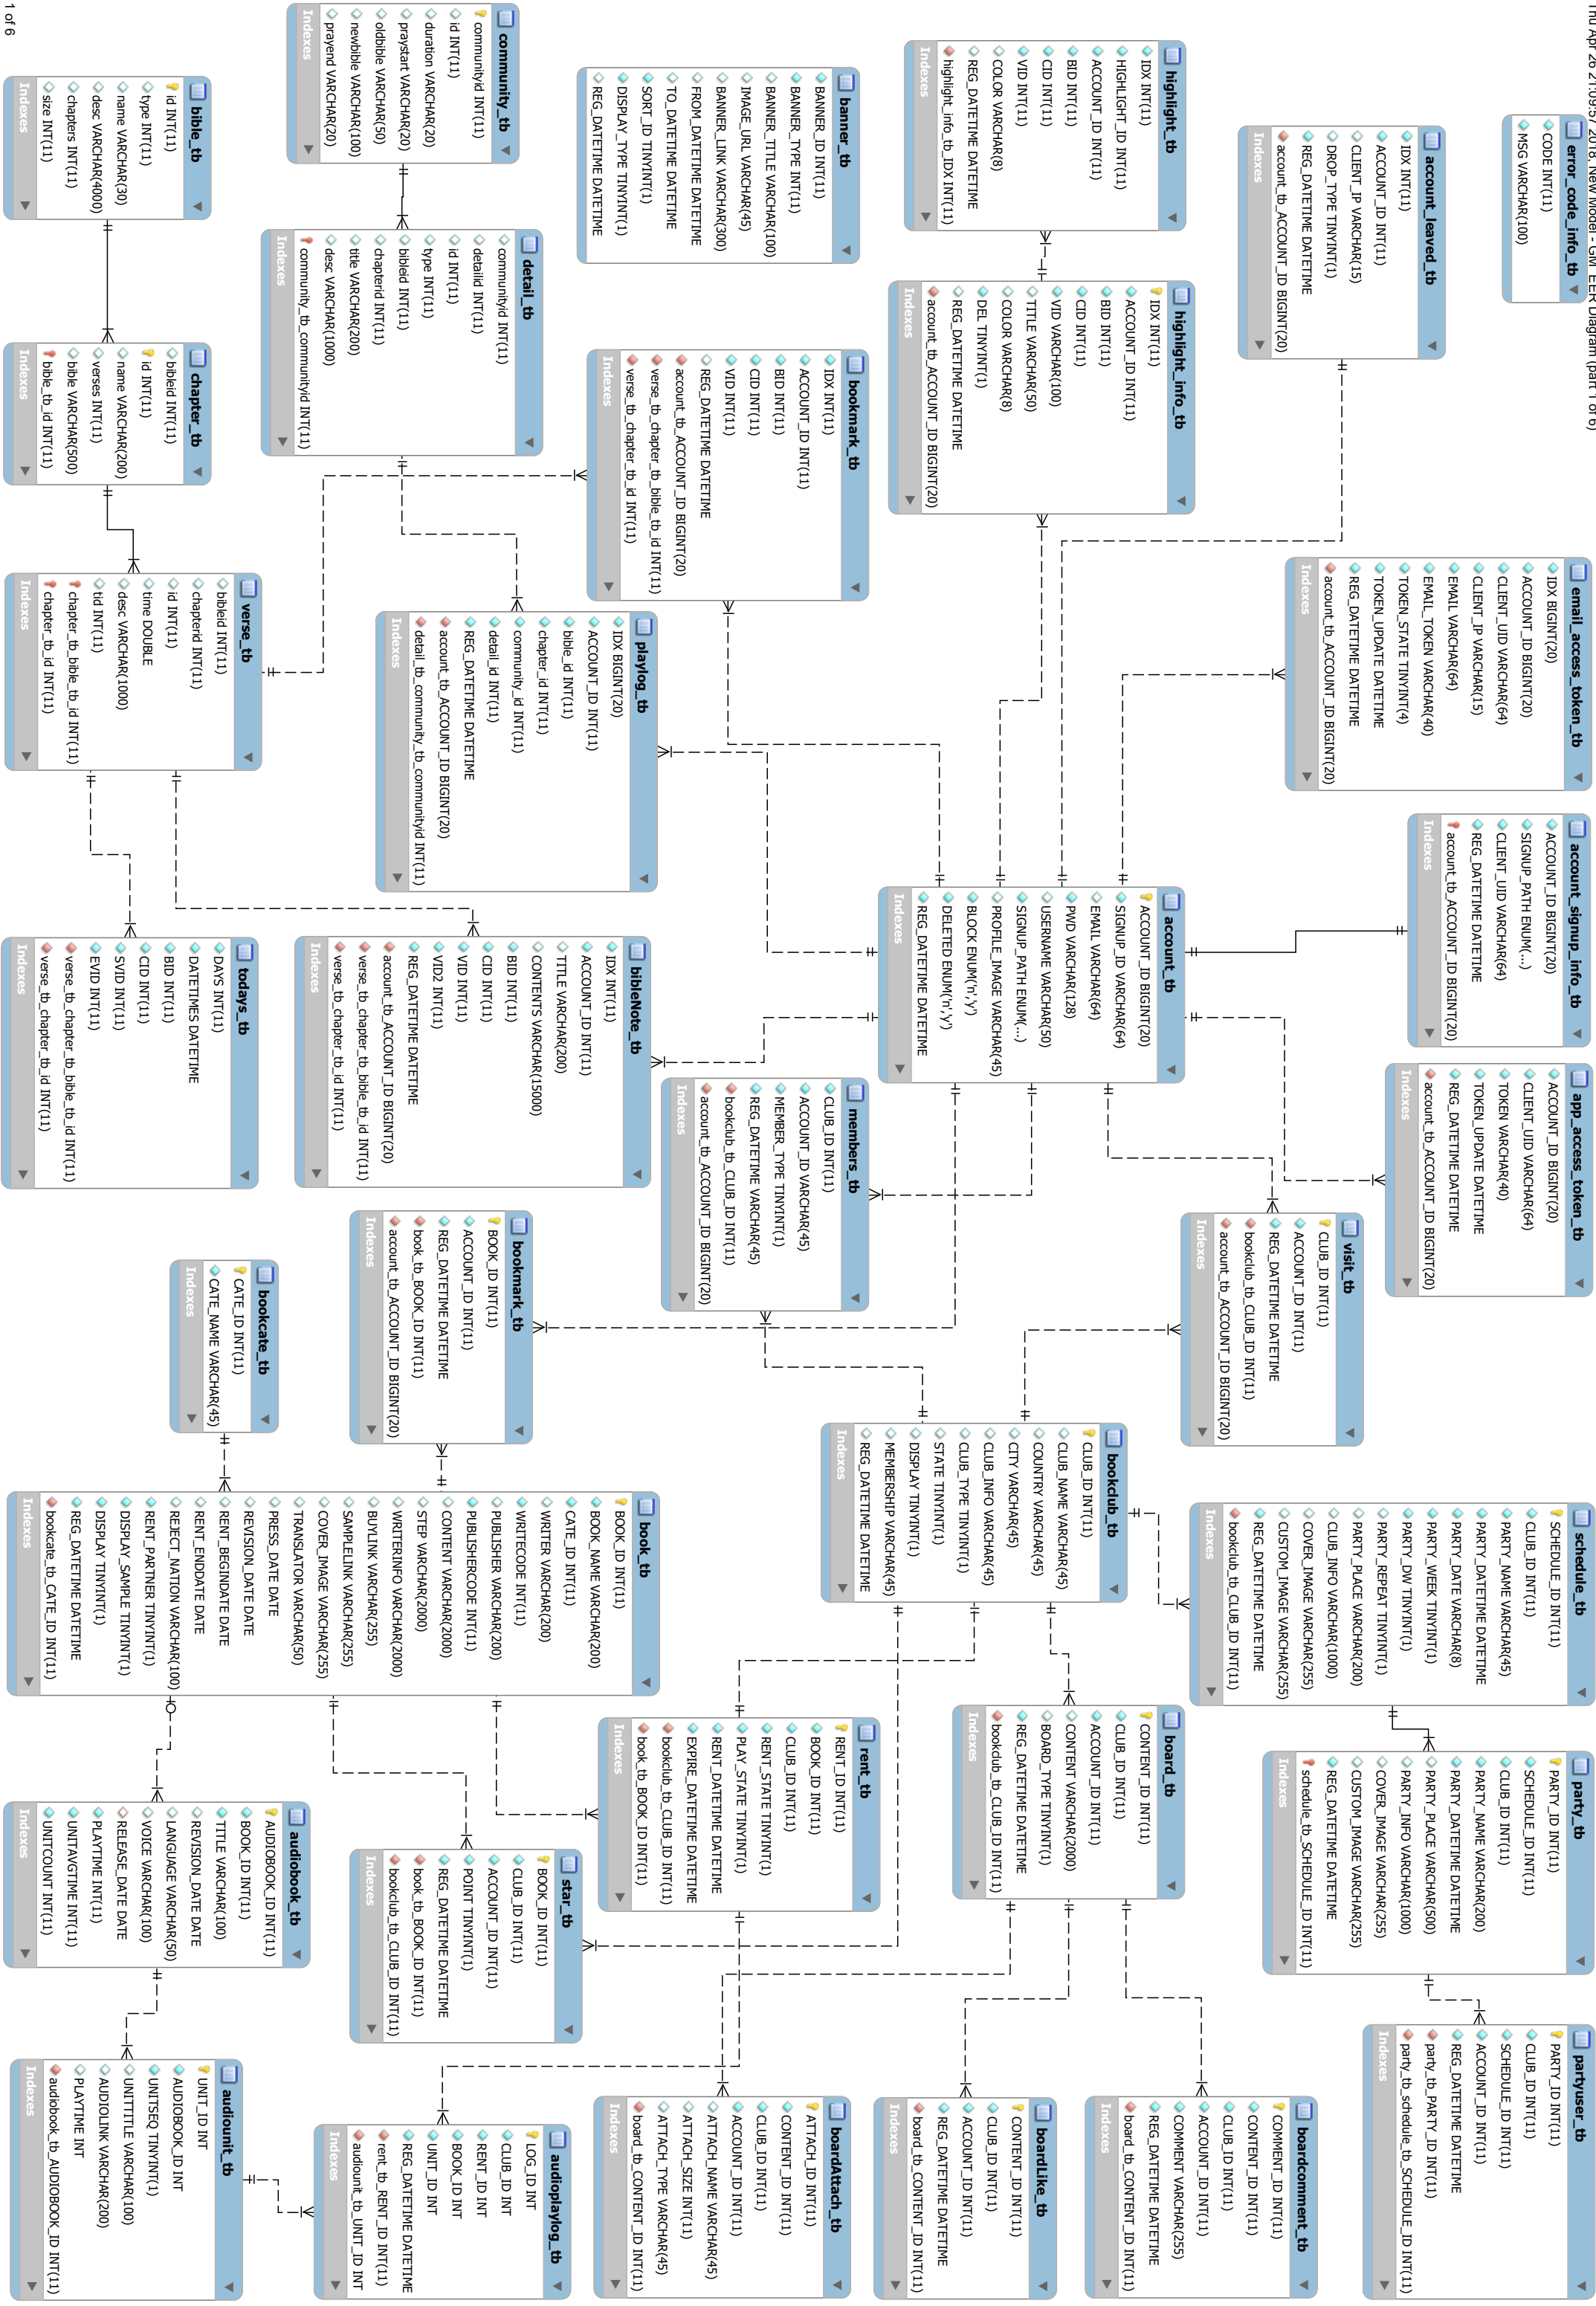 Thu Apr 26 21:09:57 2018, New Model - GM_EER Diagram (part 1 of 6)
error_code_info_tb
CODE INT(11)
MSG VARCHAR(100)
account_leaved_tb
IDX INT(11)
ACCOUNT_ID INT(11)
CLIENT_IP VARCHAR(15)
DROP_TYPE TINYINT(1)
REG_DATETIME DATETIME
account_tb_ACCOUNT_ID BIGINT(20)
Indexes
email_access_token_tb
IDX BIGINT(20)
ACCOUNT_ID BIGINT(20)
CLIENT_UID VARCHAR(64)
CLIENT_IP VARCHAR(15)
EMAIL VARCHAR(64)
EMAIL_TOKEN VARCHAR(40)
TOKEN_STATE TINYINT(4)
TOKEN_UPDATE DATETIME
REG_DATETIME DATETIME
account_tb_ACCOUNT_ID BIGINT(20)
Indexes
account_signup_info_tb
ACCOUNT_ID BIGINT(20)
SIGNUP_PATH ENUM(...)
CLIENT_UID VARCHAR(64)
REG_DATETIME DATETIME
account_tb_ACCOUNT_ID BIGINT(20)
Indexes
app_access_token_tb
ACCOUNT_ID BIGINT(20)
CLIENT_UID VARCHAR(64)
TOKEN VARCHAR(40)
TOKEN_UPDATE DATETIME
REG_DATETIME DATETIME
account_tb_ACCOUNT_ID BIGINT(20)
Indexes
visit_tb
CLUB_ID INT(11)
ACCOUNT_ID INT(11)
REG_DATETIME DATETIME
bookclub_tb_CLUB_ID INT(11)
account_tb_ACCOUNT_ID BIGINT(20)
Indexes
schedule_tb
SCHEDULE_ID INT(11)
CLUB_ID INT(11)
PARTY_NAME VARCHAR(45)
PARTY_DATETIME DATETIME
PARTY_DATE VARCHAR(8)
PARTY_WEEK TINYINT(1)
PARTY_DW TINYINT(1)
PARTY_REPEAT TINYINT(1)
PARTY_PLACE VARCHAR(200)
CLUB_INFO VARCHAR(1000)
COVER_IMAGE VARCHAR(255)
CUSTOM_IMAGE VARCHAR(255)
REG_DATETIME DATETIME
bookclub_tb_CLUB_ID INT(11)
Indexes
party_tb
PARTY_ID INT(11)
SCHEDULE_ID INT(11)
CLUB_ID INT(11)
PARTY_NAME VARCHAR(200)
PARTY_DATETIME DATETIME
PARTY_PLACE VARCHAR(500)
PARTY_INFO VARCHAR(1000)
COVER_IMAGE VARCHAR(255)
CUSTOM_IMAGE VARCHAR(255)
REG_DATETIME DATETIME
schedule_tb_SCHEDULE_ID INT(11)
Indexes
partyuser_tb
PARTY_ID INT(11)
CLUB_ID INT(11)
SCHEDULE_ID INT(11)
ACCOUNT_ID INT(11)
REG_DATETIME DATETIME
party_tb_PARTY_ID INT(11)
party_tb_schedule_tb_SCHEDULE_ID INT(11)
Indexes
highlight_tb
IDX INT(11)
HIGHLIGHT_ID INT(11)
ACCOUNT_ID INT(11)
BID INT(11)
CID INT(11)
VID INT(11)
COLOR VARCHAR(8)
REG_DATETIME DATETIME
highlight_info_tb_IDX INT(11)
Indexes
highlight_info_tb
IDX INT(11)
ACCOUNT_ID INT(11)
BID INT(11)
CID INT(11)
VID VARCHAR(100)
TITLE VARCHAR(50)
COLOR VARCHAR(8)
DEL TINYINT(1)
REG_DATETIME DATETIME
account_tb_ACCOUNT_ID BIGINT(20)
Indexes
account_tb
ACCOUNT_ID BIGINT(20)
SIGNUP_ID VARCHAR(64)
EMAIL VARCHAR(64)
PWD VARCHAR(128)
USERNAME VARCHAR(50)
SIGNUP_PATH ENUM(...)
PROFILE_IMAGE VARCHAR(45)
BLOCK ENUM('n','y')
DELETED ENUM('n','y')
REG_DATETIME DATETIME
Indexes
bookclub_tb
CLUB_ID INT(11)
CLUB_NAME VARCHAR(45)
COUNTRY VARCHAR(45)
CITY VARCHAR(45)
CLUB_INFO VARCHAR(45)
CLUB_TYPE TINYINT(1)
STATE TINYINT(1)
DISPLAY TINYINT(1)
MEMBERSHIP VARCHAR(45)
REG_DATETIME DATETIME
Indexes
board_tb
CONTENT_ID INT(11)
CLUB_ID INT(11)
ACCOUNT_ID INT(11)
CONTENT VARCHAR(2000)
BOARD_TYPE TINYINT(1)
REG_DATETIME DATETIME
bookclub_tb_CLUB_ID INT(11)
Indexes
boardcomment_tb
COMMENT_ID INT(11)
CONTENT_ID INT(11)
CLUB_ID INT(11)
ACCOUNT_ID INT(11)
COMMENT VARCHAR(255)
REG_DATETIME DATETIME
board_tb_CONTENT_ID INT(11)
Indexes
boardLike_tb
CONTENT_ID INT(11)
CLUB_ID INT(11)
ACCOUNT_ID INT(11)
REG_DATETIME DATETIME
board_tb_CONTENT_ID INT(11)
Indexes
banner_tb
BANNER_ID INT(11)
BANNER_TYPE INT(11)
BANNER_TITLE VARCHAR(100)
IMAGE_URL VARCHAR(45)
BANNER_LINK VARCHAR(300)
FROM_DATETIME DATETIME
TO_DATETIME DATETIME
SORT_ID TINYINT(1)
DISPLAY_TYPE TINYINT(1)
REG_DATETIME DATETIME
bookmark_tb
IDX INT(11)
ACCOUNT_ID INT(11)
BID INT(11)
CID INT(11)
VID INT(11)
REG_DATETIME DATETIME
account_tb_ACCOUNT_ID BIGINT(20)
verse_tb_chapter_tb_bible_tb_id INT(11)
verse_tb_chapter_tb_id INT(11)
Indexes
members_tb
CLUB_ID INT(11)
ACCOUNT_ID VARCHAR(45)
MEMBER_TYPE TINYINT(1)
REG_DATETIME VARCHAR(45)
bookclub_tb_CLUB_ID INT(11)
account_tb_ACCOUNT_ID BIGINT(20)
Indexes
rent_tb
RENT_ID INT(11)
BOOK_ID INT(11)
CLUB_ID INT(11)
RENT_STATE TINYINT(1)
PLAY_STATE TINYINT(1)
RENT_DATETIME DATETIME
EXPIRE_DATETIME DATETIME
bookclub_tb_CLUB_ID INT(11)
book_tb_BOOK_ID INT(11)
Indexes
boardAttach_tb
ATTACH_ID INT(11)
CONTENT_ID INT(11)
CLUB_ID INT(11)
ACCOUNT_ID INT(11)
ATTACH_NAME VARCHAR(45)
ATTACH_SIZE INT(11)
ATTACH_TYPE VARCHAR(45)
board_tb_CONTENT_ID INT(11)
Indexes
playlog_tb
IDX BIGINT(20)
ACCOUNT_ID INT(11)
bible_id INT(11)
chapter_id INT(11)
community_id INT(11)
detail_id INT(11)
REG_DATETIME DATETIME
account_tb_ACCOUNT_ID BIGINT(20)
detail_tb_community_tb_communityid INT(11)
Indexes
bibleNote_tb
IDX INT(11)
ACCOUNT_ID INT(11)
TITLE VARCHAR(200)
CONTENTS VARCHAR(15000)
BID INT(11)
CID INT(11)
VID INT(11)
VID2 INT(11)
REG_DATETIME DATETIME
account_tb_ACCOUNT_ID BIGINT(20)
verse_tb_chapter_tb_bible_tb_id INT(11)
verse_tb_chapter_tb_id INT(11)
Indexes
book_tb
BOOK_ID INT(11)
BOOK_NAME VARCHAR(200)
CATE_ID INT(11)
WRITTER VARCHAR(200)
WRITECODE INT(11)
PUBLISHER VARCHAR(200)
PUBLISHERCODE INT(11)
CONTENT VARCHAR(2000)
STEP VARCHAR(2000)
WRITERINFO VARCHAR(2000)
BUYLINK VARCHAR(255)
SAMPLELINK VARCHAR(255)
COVER_IMAGE VARCHAR(255)
TRANSLATOR VARCHAR(50)
PRESS_DATE DATE
REVISION_DATE DATE
RENT_BEGINDATE DATE
RENT_ENDDATE DATE
REJECT_NATION VARCHAR(100)
RENT_PARTNER TINYINT(1)
DISPLAY_SAMPLE TINYINT(1)
DISPLAY TINYINT(1)
REG_DATETIME DATETIME
bookcate_tb_CATE_ID INT(11)
Indexes
star_tb
BOOK_ID INT(11)
CLUB_ID INT(11)
ACCOUNT_ID INT(11)
POINT TINYINT(1)
REG_DATETIME DATETIME
book_tb_BOOK_ID INT(11)
bookclub_tb_CLUB_ID INT(11)
Indexes
audioplaylog_tb
LOG_ID INT
CLUB_ID INT
RENT_ID INT
BOOK_ID INT
UNIT_ID INT
REG_DATETIME DATETIME
rent_tb_RENT_ID INT(11)
audiounit_tb_UNIT_ID INT
Indexes
community_tb
communityid INT(11)
id INT(11)
duration VARCHAR(20)
praystart VARCHAR(20)
oldbible VARCHAR(50)
newbible VARCHAR(100)
prayend VARCHAR(20)
Indexes
detail_tb
communityid INT(11)
detailid INT(11)
id INT(11)
type INT(11)
bibleid INT(11)
chapterid INT(11)
title VARCHAR(200)
desc VARCHAR(1000)
community_tb_communityid INT(11)
Indexes
bookmark_tb
BOOK_ID INT(11)
ACCOUNT_ID INT(11)
REG_DATETIME DATETIME
book_tb_BOOK_ID INT(11)
account_tb_ACCOUNT_ID BIGINT(20)
Indexes
bookcate_tb
CATE_ID INT(11)
CATE_NAME VARCHAR(45)
Indexes
bible_tb
id INT(11)
type INT(11)
name VARCHAR(30)
desc VARCHAR(4000)
chapters INT(11)
size INT(11)
Indexes
chapter_tb
bibleid INT(11)
id INT(11)
name VARCHAR(200)
verses INT(11)
bible VARCHAR(500)
bible_tb_id INT(11)
Indexes
verse_tb
bibleid INT(11)
chapterid INT(11)
id INT(11)
time DOUBLE
desc VARCHAR(1000)
tid INT(11)
chapter_tb_bible_tb_id INT(11)
chapter_tb_id INT(11)
Indexes
todays_tb
DAYS INT(11)
DATETIMES DATETIME
BID INT(11)
CID INT(11)
SVID INT(11)
EVID INT(11)
verse_tb_chapter_tb_bible_tb_id INT(11)
verse_tb_chapter_tb_id INT(11)
Indexes
audiobook_tb
AUDIOBOOK_ID INT(11)
BOOK_ID INT(11)
TITLE VARCHAR(100)
REVISION_DATE DATE
LANGUAGE VARCHAR(50)
VOICE VARCHAR(100)
RELEASE_DATE DATE
PLAYTIME INT(11)
UNITAVGTIME INT(11)
UNITCOUNT INT(11)
Indexes
audiounit_tb
UNIT_ID INT
AUDIOBOOK_ID INT
UNITSEQ TINYINT(1)
UNITTITLE VARCHAR(100)
AUDIOLINK VARCHAR(200)
PLAYTIME INT
audiobook_tb_AUDIOBOOK_ID INT(11)
Indexes
1 of 6